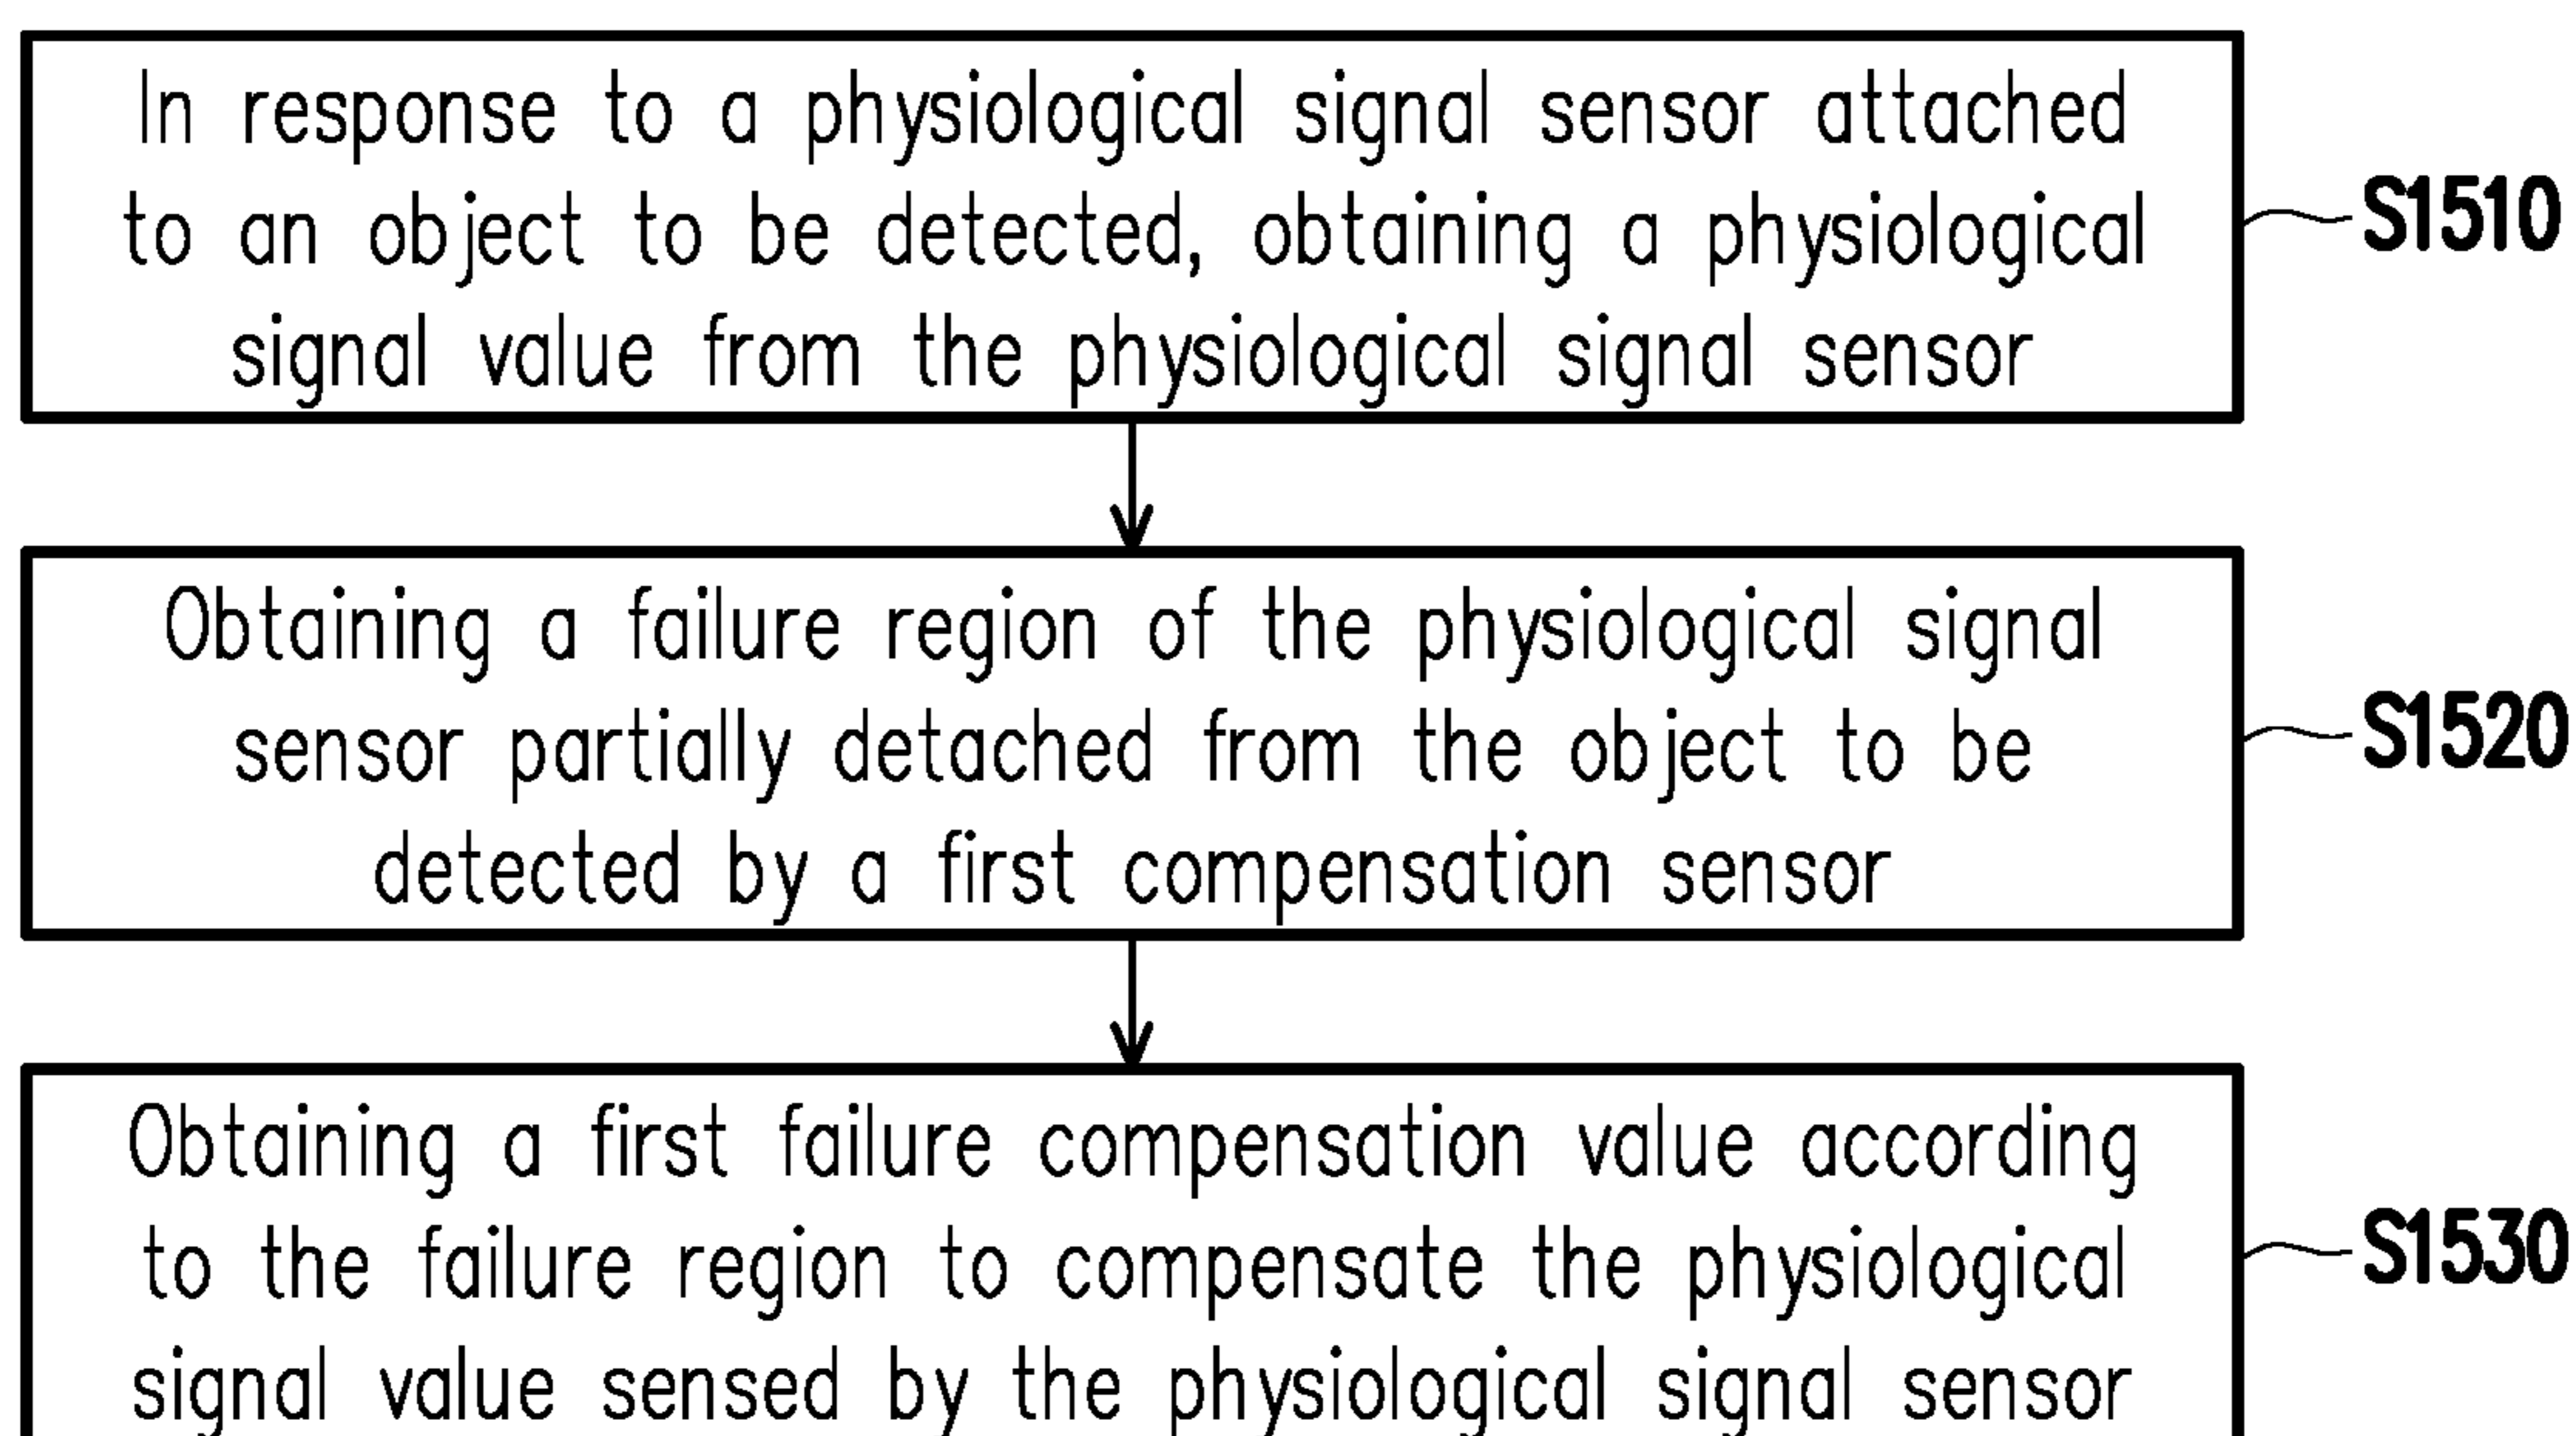 In response to a physiological signal sensor attached
to an object to be detected, obtaining a physiological
signal value from the physiological signal sensor
S1510
Obtaining a failure region of the physiological signal
sensor partially detached from the object to be
detected by a first compensation sensor
S1520
Obtaining a first failure compensation value according
to the failure region to compensate the physiological
signal value sensed by the physiological signal sensor
S1530